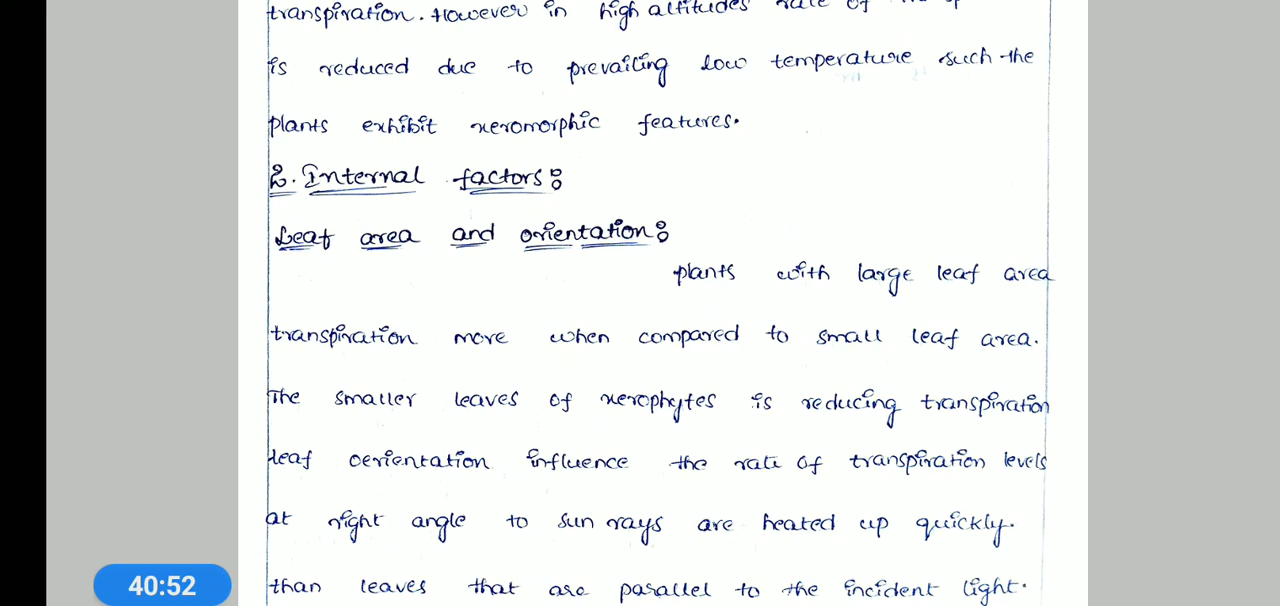 transpiration. However in high altitudes rate of
is reduced due to prevailing low temperature such the
plants exhibit xeromorphic features.
2. Internal factors:
Leaf area and orientation:
plants with large leaf area
transpiration more when compared to small leaf area.
The smaller leaves of xerophytes is reducing transpiration
leaf oerientation influence the rate of transpiration levels
at right angle to sun rays are heated up quickly.
than leaves that are parallel to the incident light.
40:52